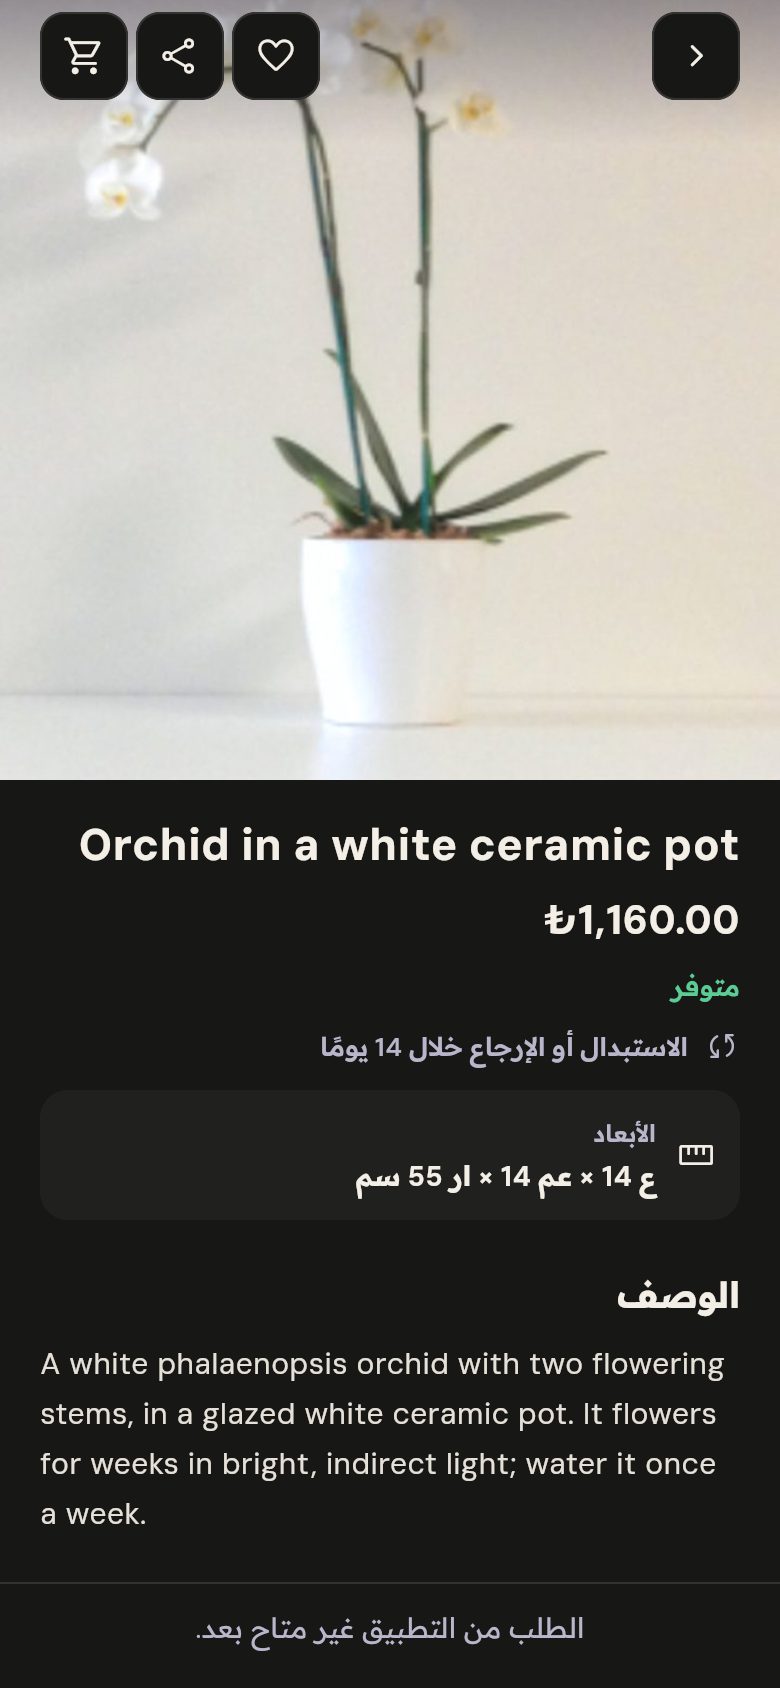 Orchid in a white ceramic pot
₺1,160.00
متوفر
الاستبدال أو الإرجاع خلال 14 يومًا
الأبعاد
ع 14 × عم 14 × ار 55 سم
الوصف
A white phalaenopsis orchid with two flowering
stems, in a glazed white ceramic pot. It flowers
for weeks in bright, indirect light; water it once
a week.
الطلب من التطبيق غير متاح بعد.